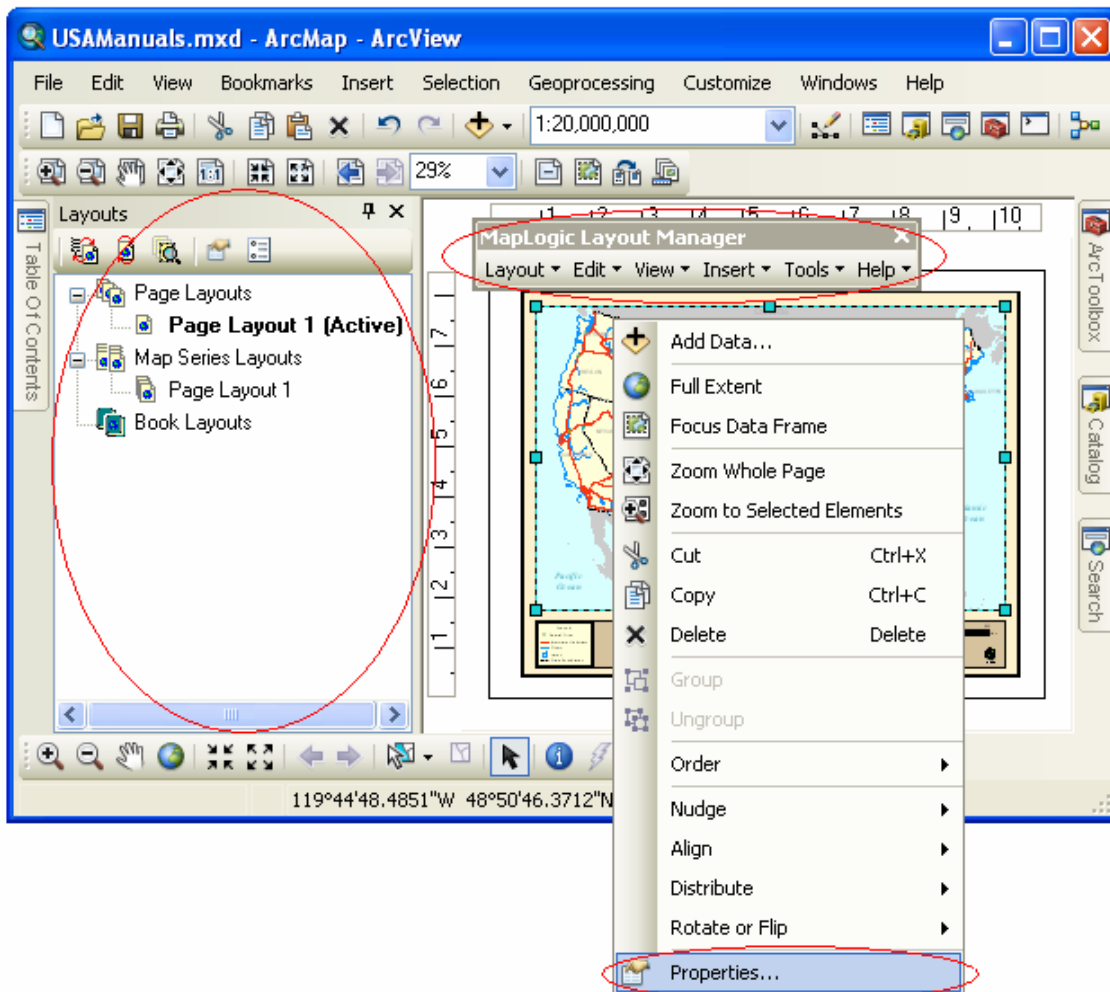 USAManuals.mxd - ArcMap - ArcView
File Edit View Bookmarks Insert Selection Geoprocessing Customize Windows Help
1:20,000,000
1:1
29%
Table Of Contents
Layouts
Page Layouts
Page Layout 1 (Active)
Map Series Layouts
Page Layout 1
Book Layouts
1 2 3 4 5 6 7 8 9 10
7
6
5
4
3
2
1
MapLogic Layout Manager
Layout Edit View Insert Tools Help
Pacific
Ocean
Add Data...
Full Extent
Focus Data Frame
Zoom Whole Page
Zoom to Selected Elements
Cut Ctrl+X
Copy Ctrl+C
Delete Delete
Group
Ungroup
Order
Nudge
Align
Distribute
Rotate or Flip
Properties...
ArcToolbox
Catalog
Search
119°44'48.4851"W 48°50'46.3712"N